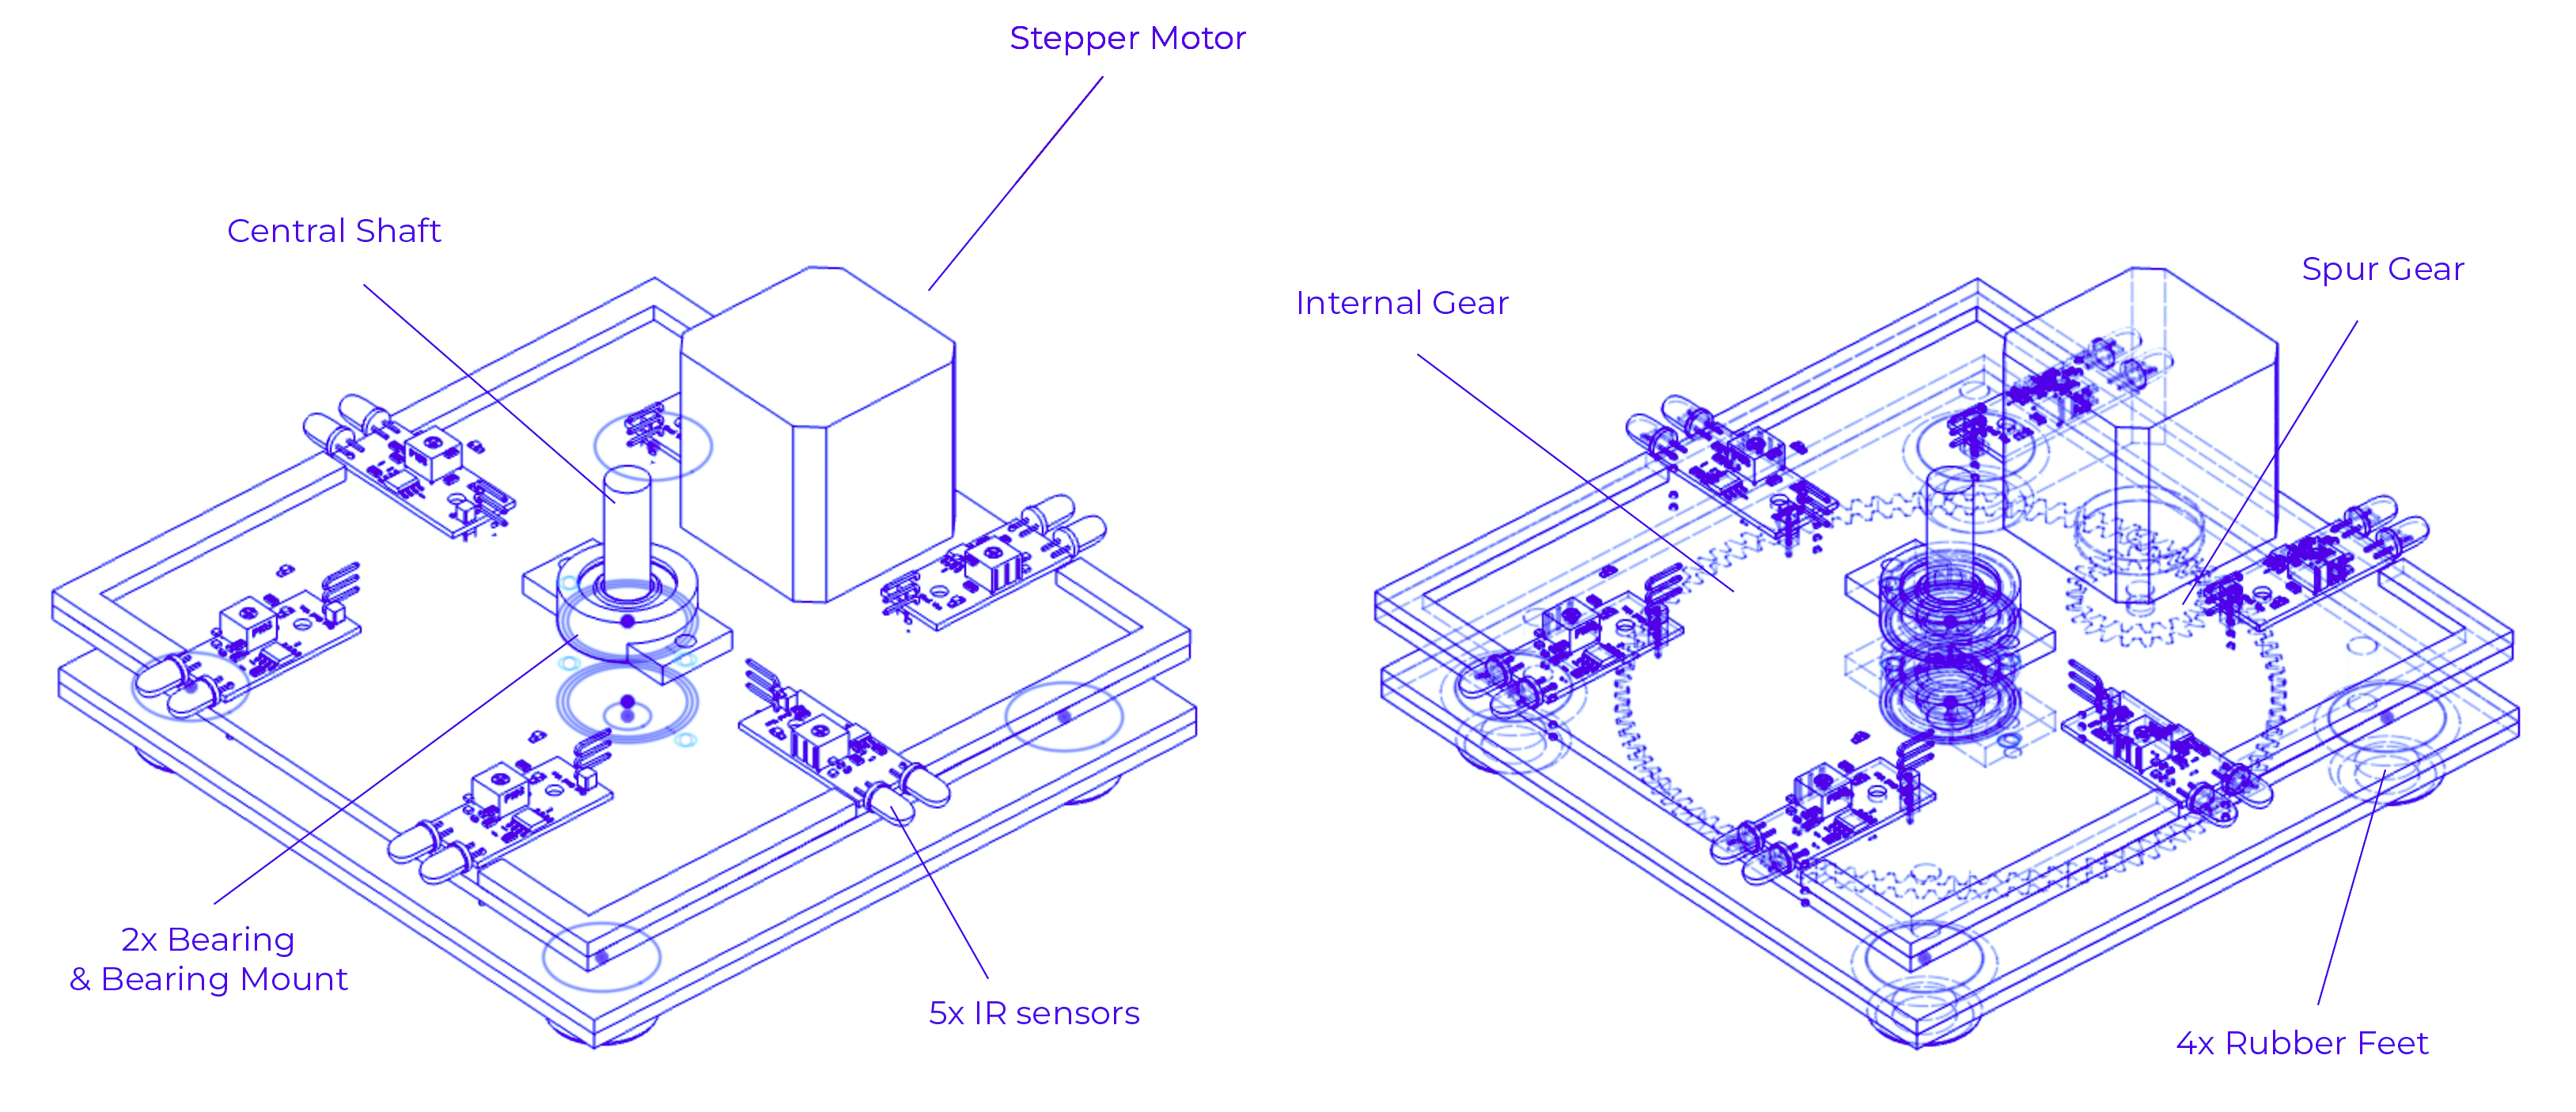 Stepper Motor
Central Shaft
2x Bearing
& Bearing Mount
5x IR sensors
Internal Gear
Spur Gear
4x Rubber Feet